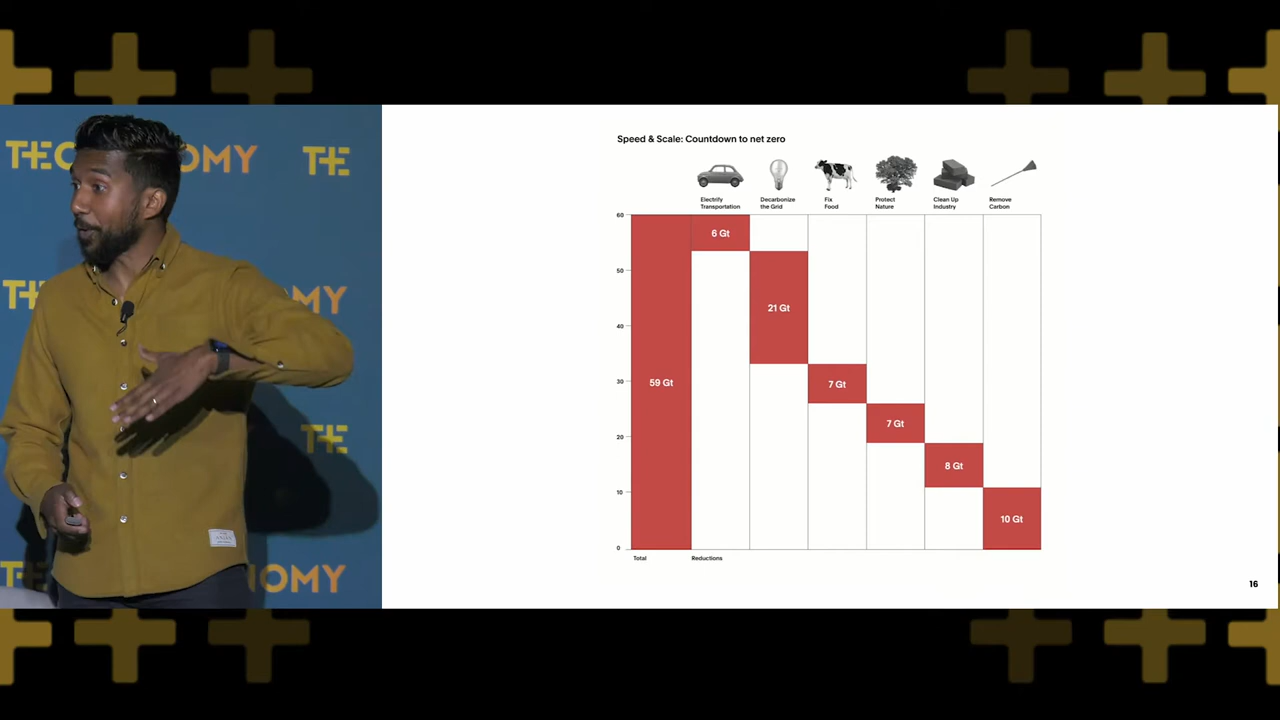 T+ECONOMY
T+E
Speed & Scale: Countdown to net zero
Electrify
Transportation
Decarbonize
the Grid
Fix
Food
Protect
Nature
Clean Up
Industry
Remove
Carbon
60
50
40
30
20
10
0
59 Gt
6 Gt
21 Gt
7 Gt
7 Gt
8 Gt
10 Gt
Total
Reductions
16